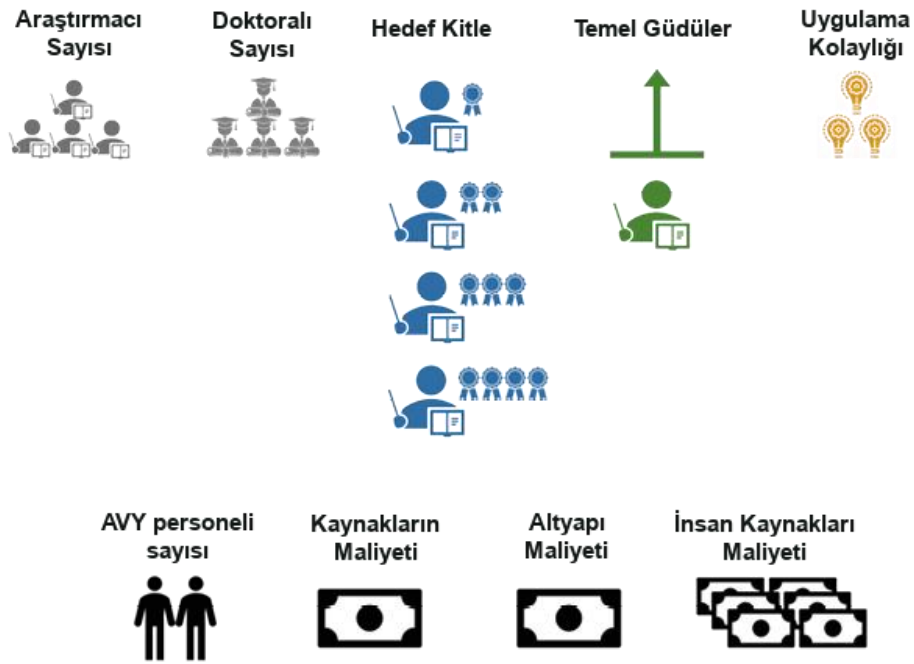 Araştırmacı
Sayısı
Doktoralı
Sayısı
Hedef Kitle
Temel Güdüler
Uygulama
Kolaylığı
AVY personeli
sayısı
Kaynakların
Maliyeti
Altyapı
Maliyeti
İnsan Kaynakları
Maliyeti